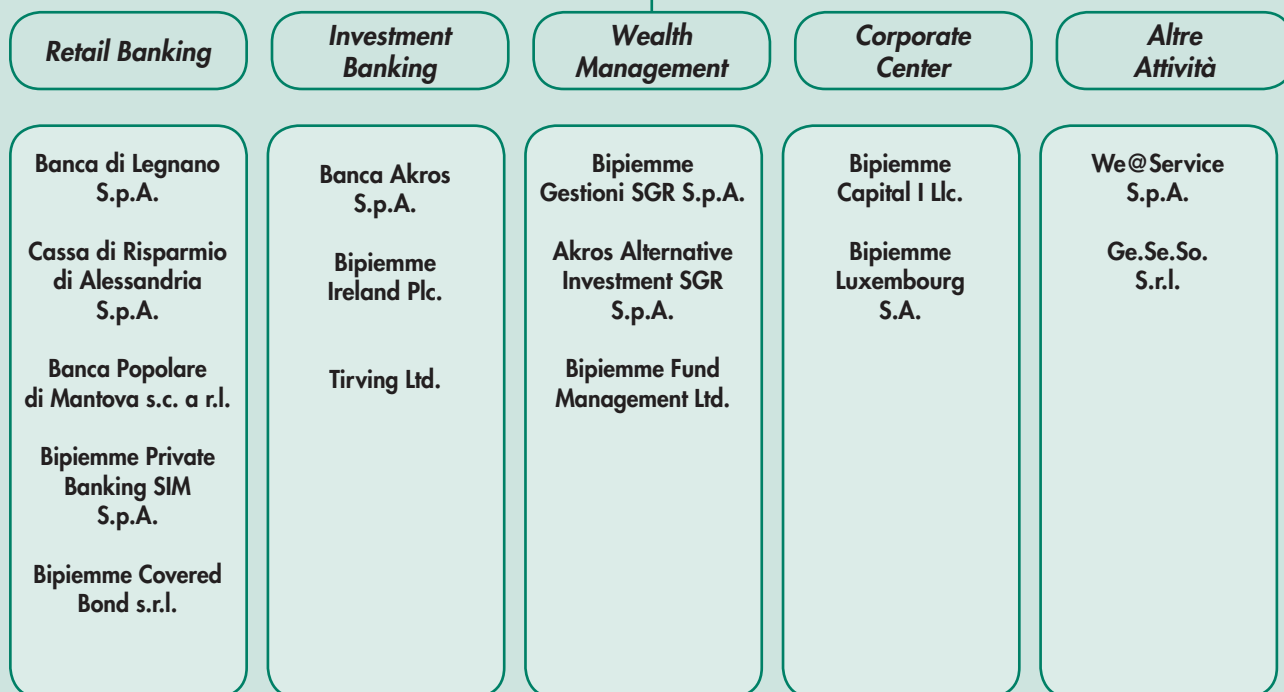 Retail Banking
Investment
Banking
Wealth
Management
Corporate
Center
Altre
Attività
Banca di Legnano
S.p.A.
Cassa di Risparmio
di Alessandria
S.p.A.
Banca Popolare
di Mantova s.c. a r.l.
Bipiemme Private
Banking SIM
S.p.A.
Bipiemme Covered
Bond s.r.l.
Banca Akros
S.p.A.
Bipiemme
Ireland Plc.
Tirving Ltd.
Bipiemme
Gestioni SGR S.p.A.
Akros Alternative
Investment SGR
S.p.A.
Bipiemme Fund
Management Ltd.
Bipiemme
Capital I Llc.
Bipiemme
Luxembourg
S.A.
We@Service
S.p.A.
Ge.Se.So.
S.r.l.